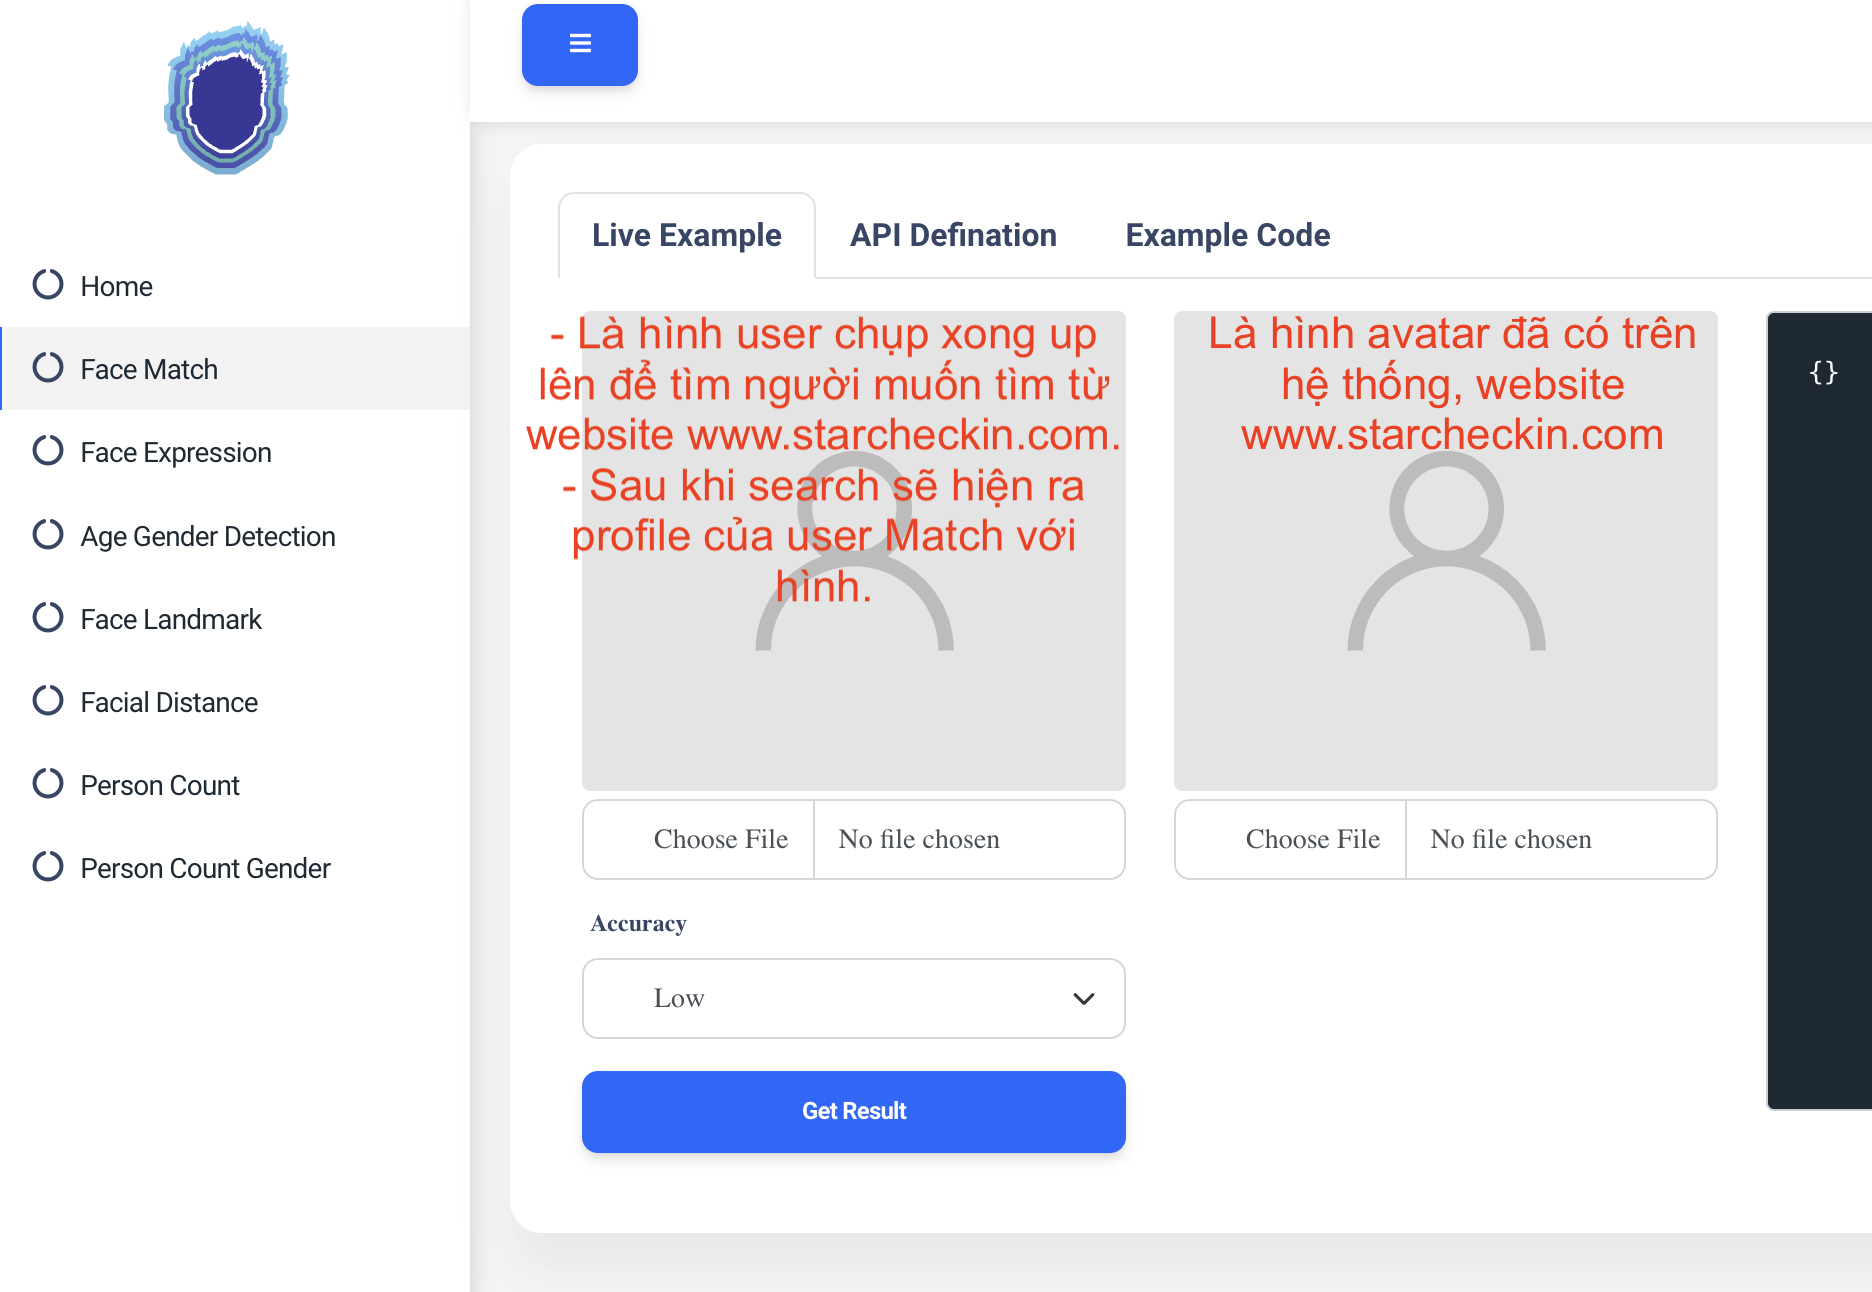 Home
Face Match
Face Expression
Age Gender Detection
Face Landmark
Facial Distance
Person Count
Person Count Gender
Live Example
API Defination
Example Code
- Là hình user chụp xong up
lên để tìm người muốn tìm từ
website www.starcheckin.com.
- Sau khi search sẽ hiện ra
profile của user Match với
hình.
Là hình avatar đã có trên
hệ thống, website
www.starcheckin.com
{}
Choose File No file chosen
Choose File No file chosen
Accuracy
Low
Get Result